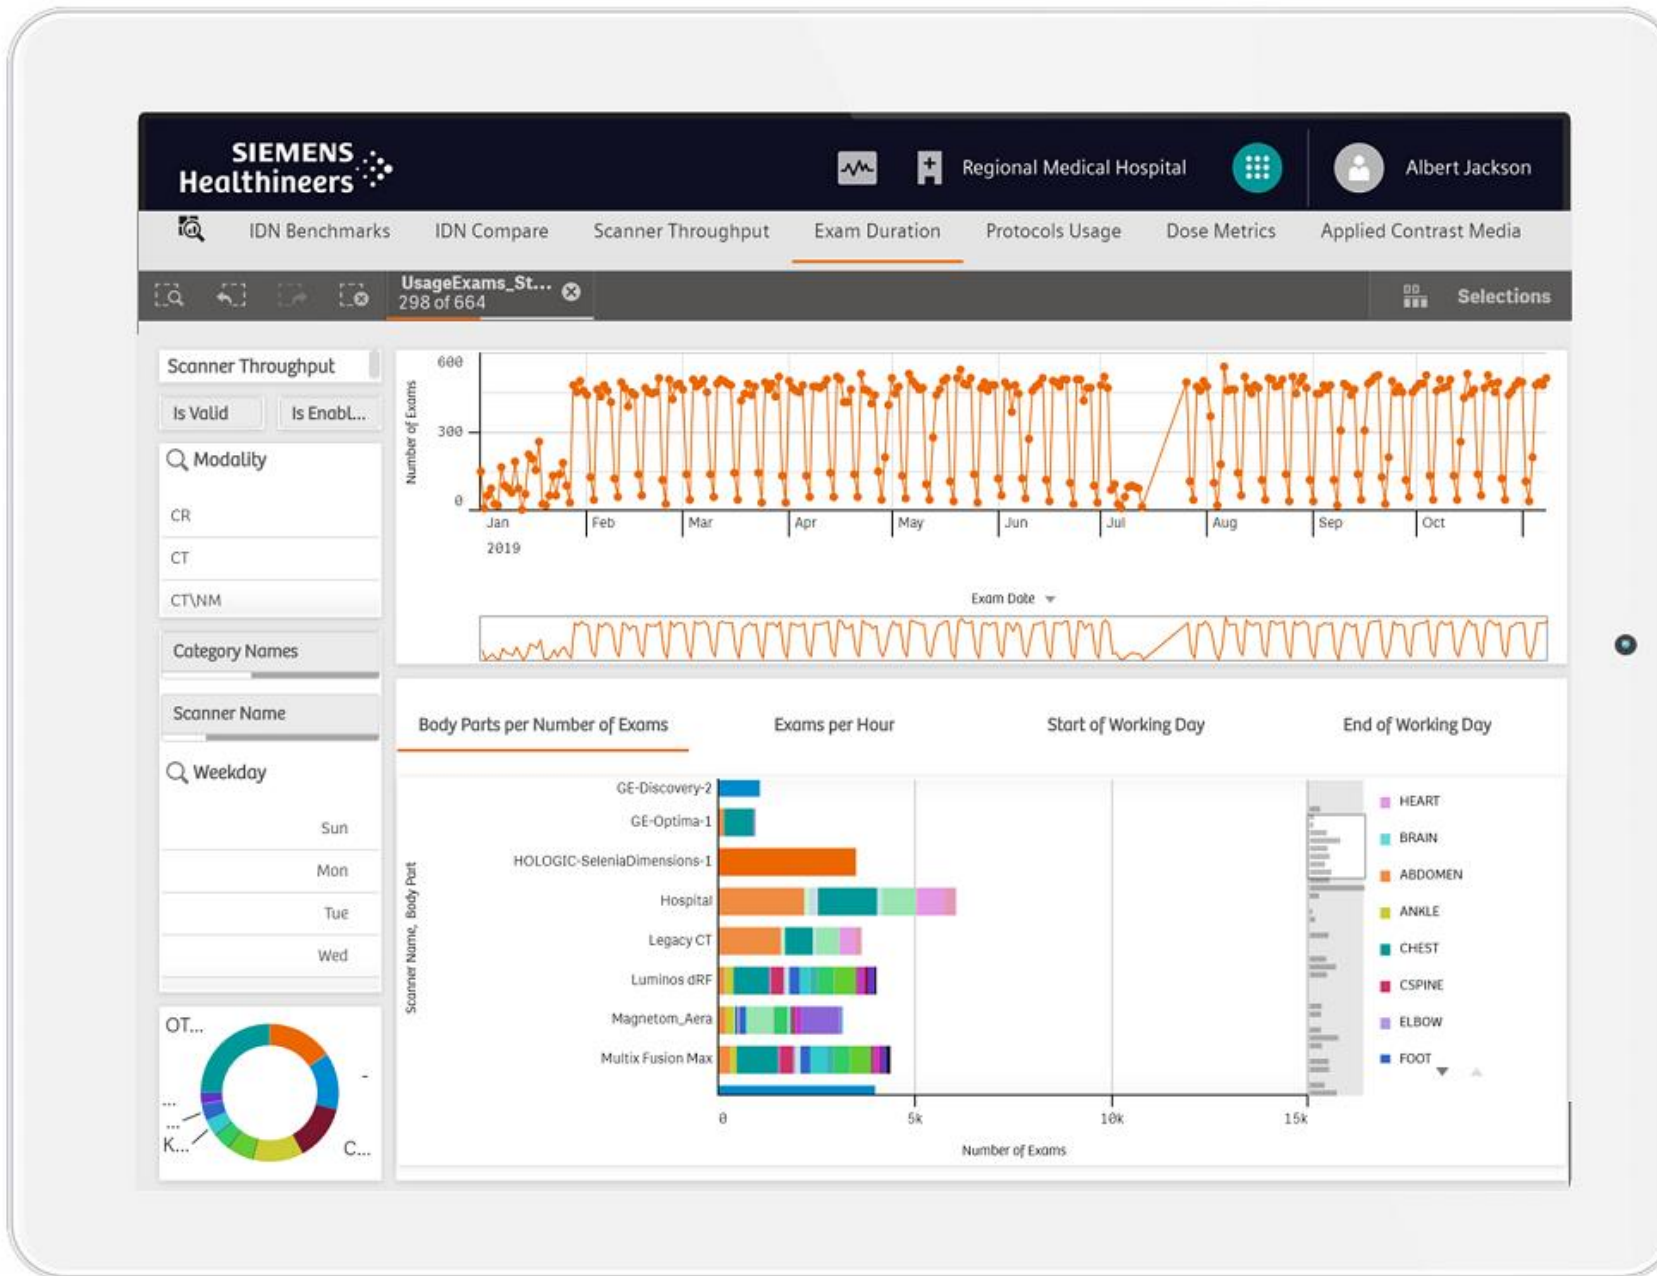 SIEMENS
Healthineers
Regional Medical Hospital
Albert Jackson
IDN Benchmarks
IDN Compare
Scanner Throughput
Exam Duration
Protocols Usage
Dose Metrics
Applied Contrast Media
UsageExams_St...
298 of 664
Selections
Scanner Throughput
Is Valid
Is Enabl...
Modality
CR
CT
CT\NM
Category Names
Scanner Name
Weekday
Sun
Mon
Tue
Wed
OT...
-
...
...
K...
C...
Number of Exams
600
300
0
Jan
Feb
Mar
Apr
May
Jun
Jul
Aug
Sep
Oct
2019
Exam Date
Body Parts per Number of Exams
Exams per Hour
Start of Working Day
End of Working Day
Scanner Name, Body Part
GE-Discovery-2
GE-Optima-1
HOLOGIC-SeleniaDimensions-1
Hospital
Legacy CT
Luminos dRF
Magnetom_Aera
Multix Fusion Max
0
5k
10k
15k
Number of Exams
HEART
BRAIN
ABDOMEN
ANKLE
CHEST
CSPINE
ELBOW
FOOT